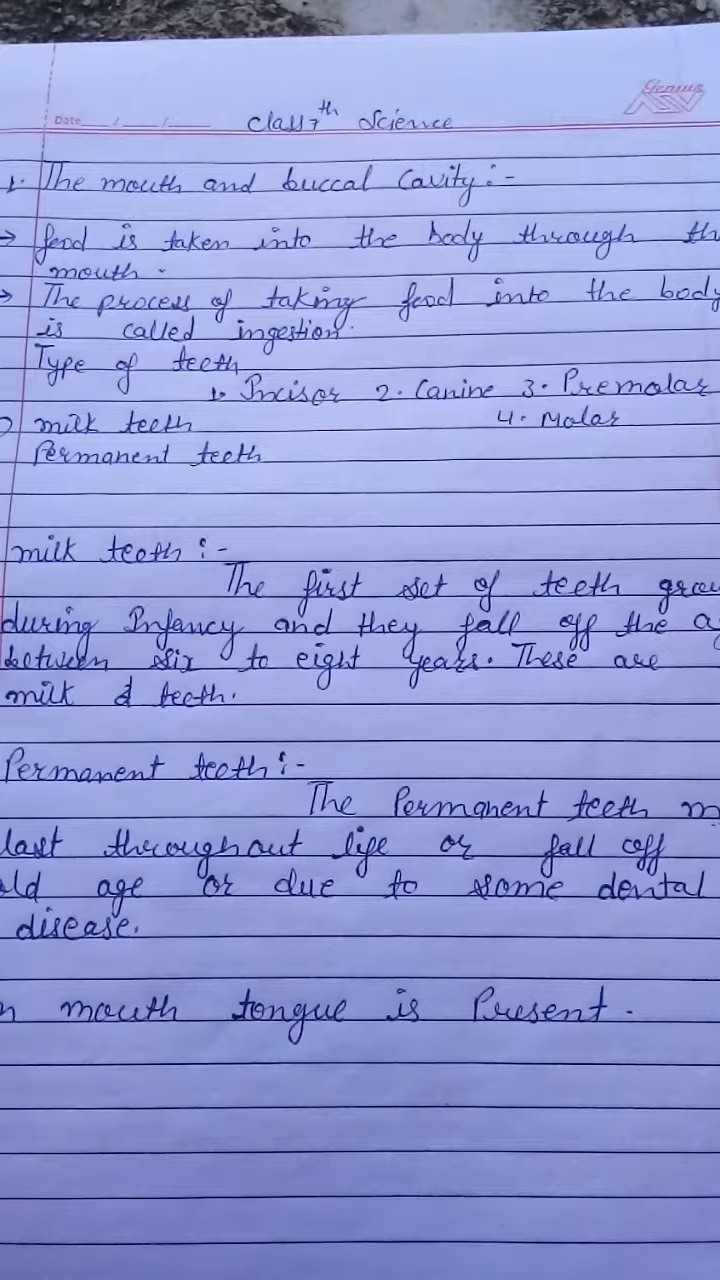 Genius
Date / /
Class 7th Science
1. The mouth and buccal Cavity :-
→ food is taken into the body through
mouth.
→ The process of taking food into the body
is called ingestion.
Type of teeth
1. Incisor 2. Canine 3. Premolar
4. Molar
milk teeth
Permanent teeth
milk teeth :-
The first set of teeth
during Infancy and they fall off the
between six to eight years. These are
milk teeth.
Permanent teeth :-
The Permanent teeth
last throughout life or fall off
age or due to some dental
disease.
mouth tongue is Present.